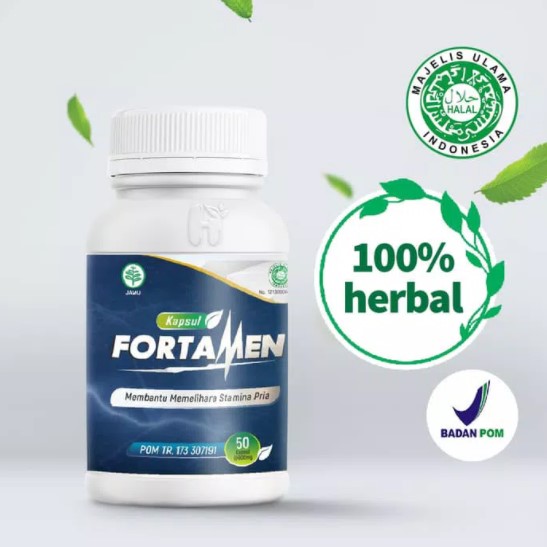 MAJELIS ULAMA
حلال
HALAL
INDONESIA
100%
herbal
JAMU
Kapsul
FORTAMEN
Membantu Memelihara Stamina Pria
POM TR. 173 307191
50
BADAN POM